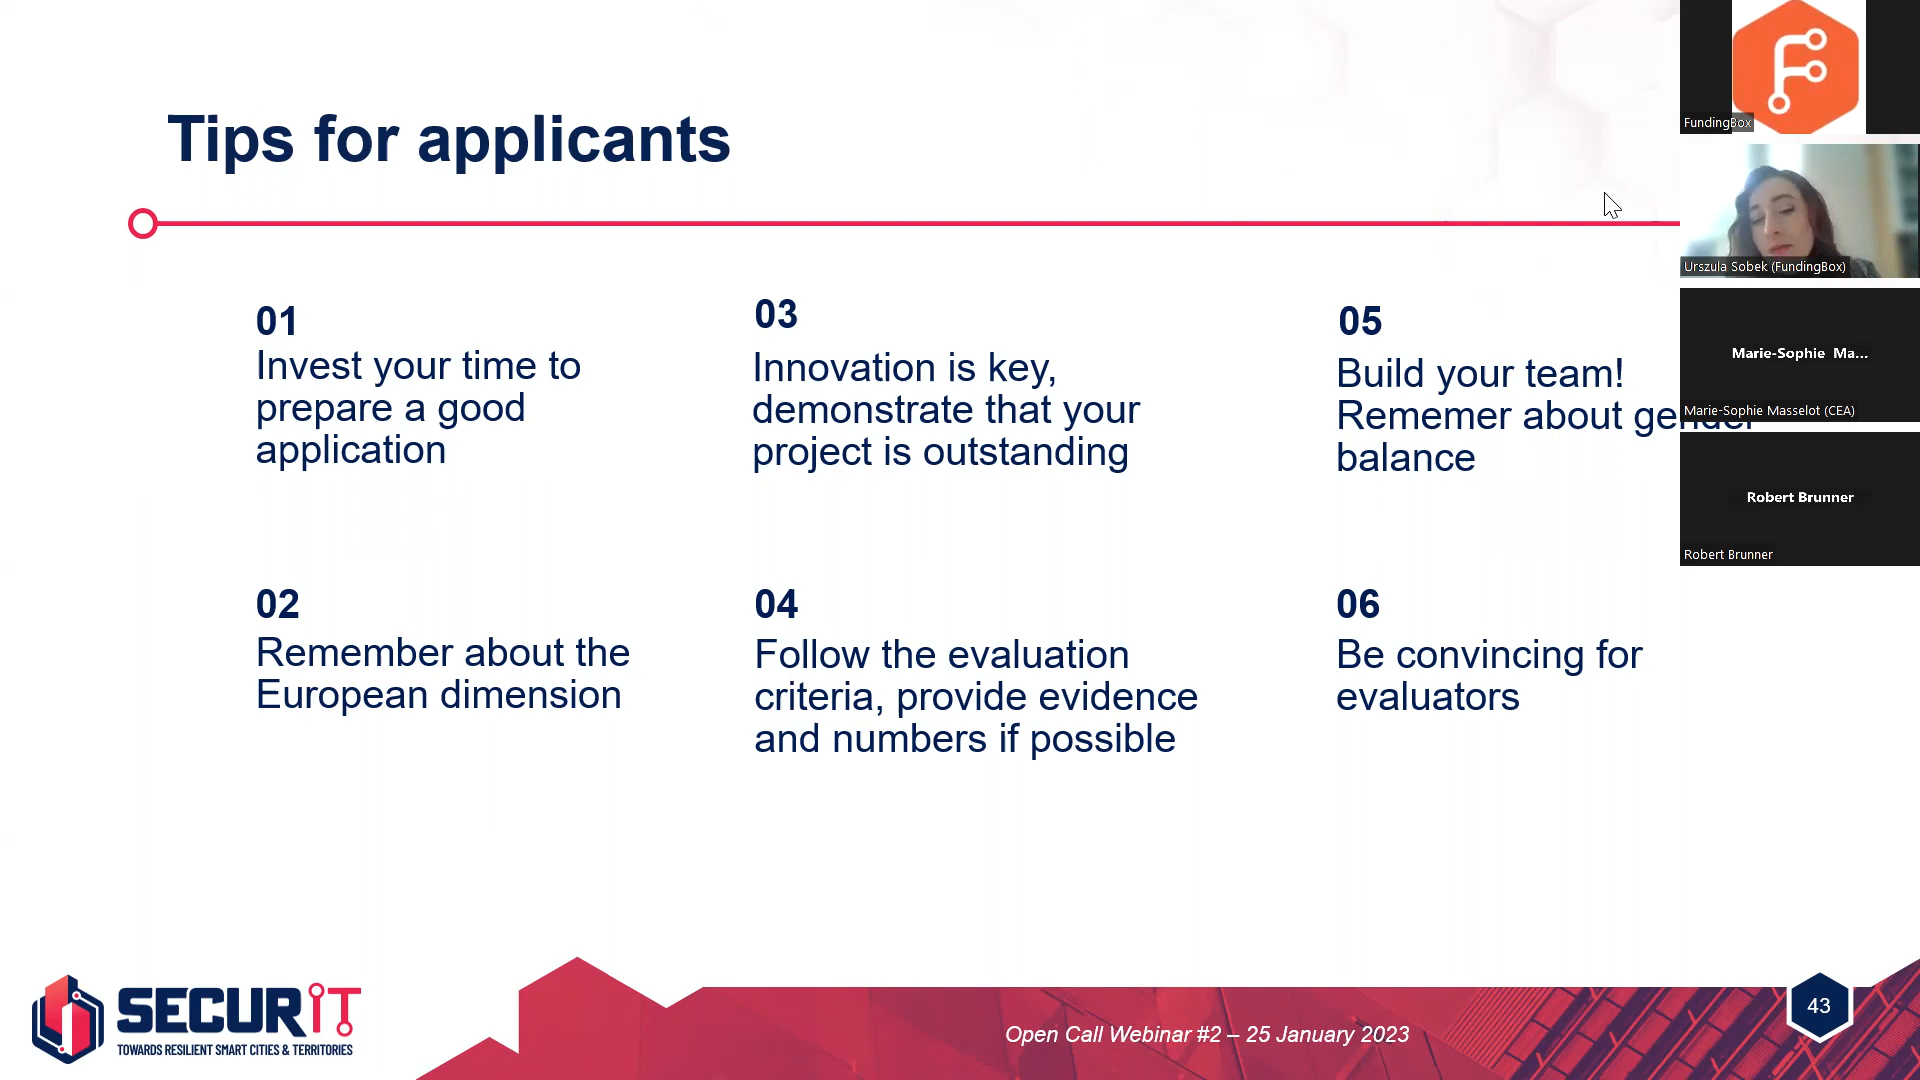 Tips for applicants
01
Invest your time to
prepare a good
application
02
Remember about the
European dimension
03
Innovation is key,
demonstrate that your
project is outstanding
04
Follow the evaluation
criteria, provide evidence
and numbers if possible
05
Build your team!
Rememer about gender
balance
06
Be convincing for
evaluators
FundingBox
Urszula Sobek (FundingBox)
Marie-Sophie Ma...
Marie-Sophie Masselot (CEA)
Robert Brunner
Robert Brunner
SECURIT
TOWARDS RESILIENT SMART CITIES & TERRITORIES
Open Call Webinar #2 – 25 January 2023
43